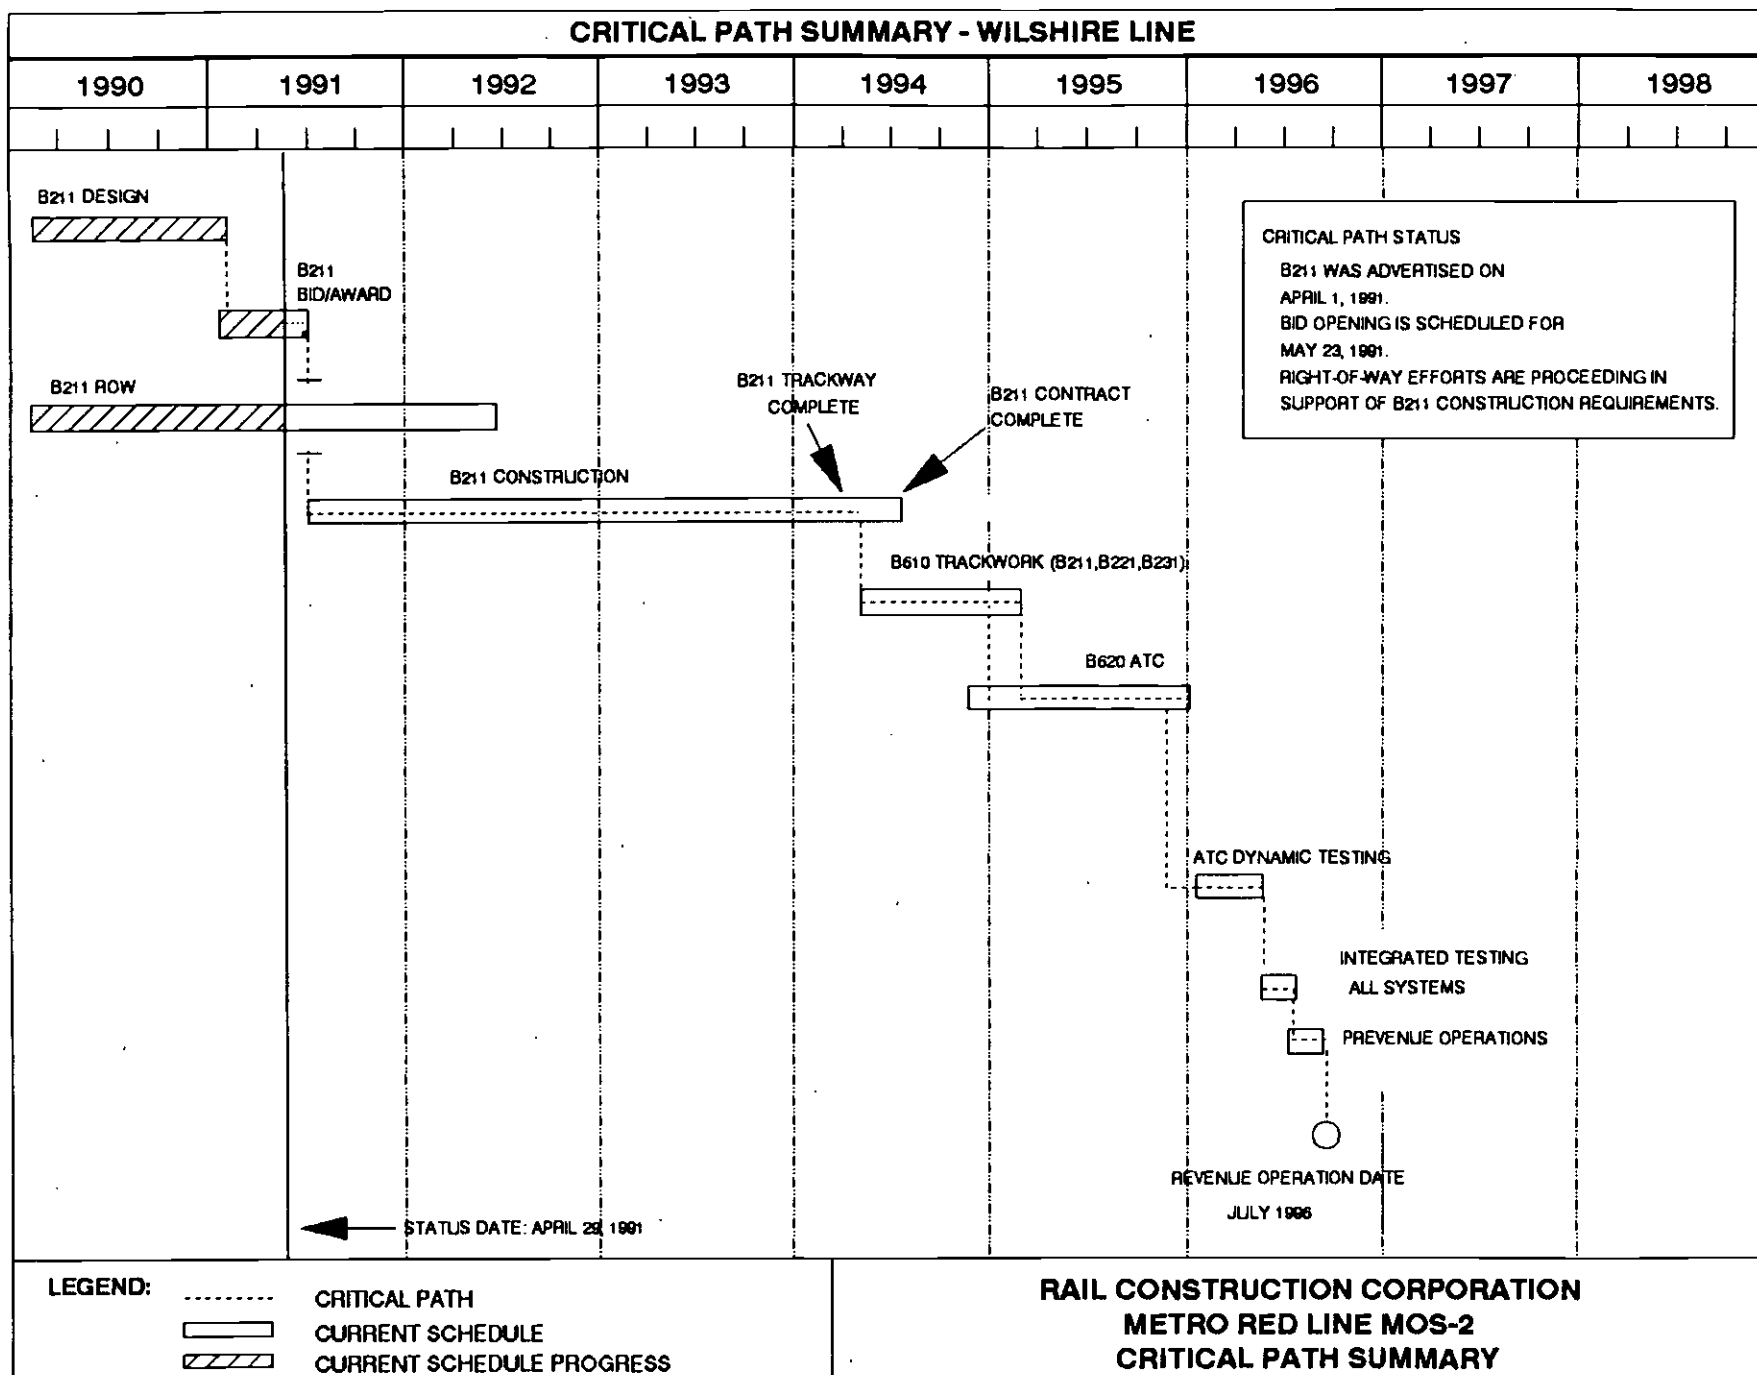 CRITICAL PATH SUMMARY - WILSHIRE LINE
1990 1991 1992 1993 1994 1995 1996 1997 1998
B211 DESIGN
B211
BID/AWARD
CRITICAL PATH STATUS
B211 WAS ADVERTISED ON
APRIL 1, 1991.
BID OPENING IS SCHEDULED FOR
MAY 23, 1991.
RIGHT-OF-WAY EFFORTS ARE PROCEEDING IN
SUPPORT OF B211 CONSTRUCTION REQUIREMENTS.
B211 ROW
B211 TRACKWAY
COMPLETE
B211 CONTRACT
COMPLETE
B211 CONSTRUCTION
B610 TRACKWORK (B211,B221,B231)
B620 ATC
ATC DYNAMIC TESTING
INTEGRATED TESTING
ALL SYSTEMS
PREVENUE OPERATIONS
REVENUE OPERATION DATE
JULY 1996
STATUS DATE: APRIL 29, 1991
LEGEND:
CRITICAL PATH
CURRENT SCHEDULE
CURRENT SCHEDULE PROGRESS
RAIL CONSTRUCTION CORPORATION
METRO RED LINE MOS-2
CRITICAL PATH SUMMARY